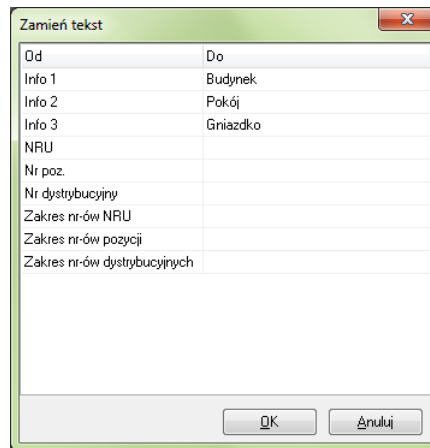 Zamień tekst
Od Do
Info 1 Budynek
Info 2 Pokój
Info 3 Gniazdko
NRU
Nr poz.
Nr dystrybucyjny
Zakres nr-ów NRU
Zakres nr-ów pozycji
Zakres nr-ów dystrybucyjnych
OK Anuluj